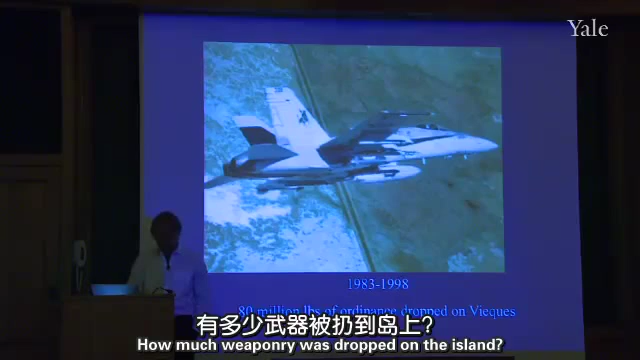 Yale
1983-1998
80 million lbs of ordinance dropped on Vieques
有多少武器被扔到岛上?
How much weaponry was dropped on the island?